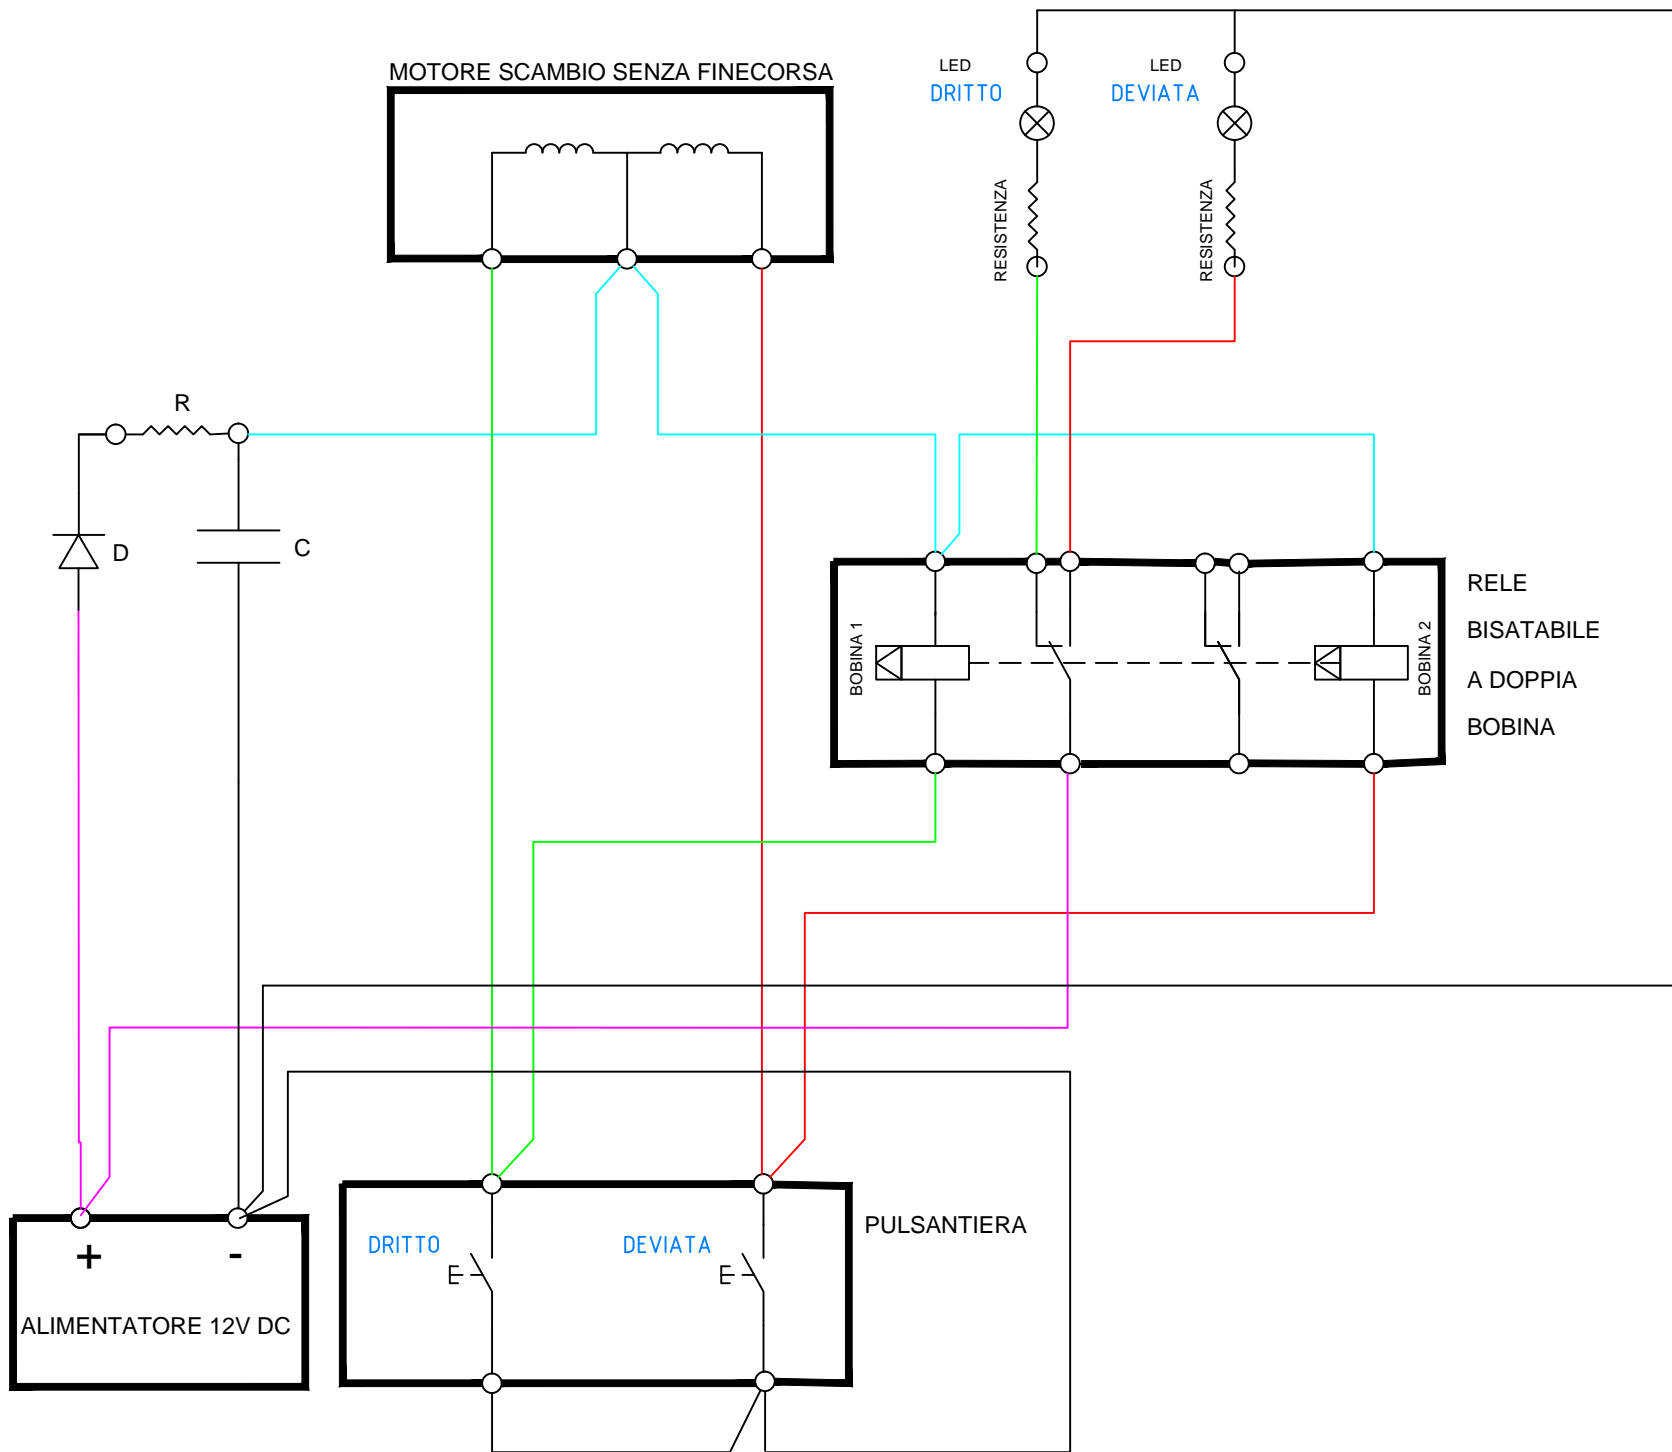 MOTORE SCAMBIO SENZA FINECORSA
LED
DRITTO
LED
DEVIATA
RESISTENZA
RESISTENZA
R
D
C
BOBINA 1
BOBINA 2
RELE
BISATABILE
A DOPPIA
BOBINA
PULSANTIERA
DRITTO
DEVIATA
+
-
ALIMENTATORE 12V DC